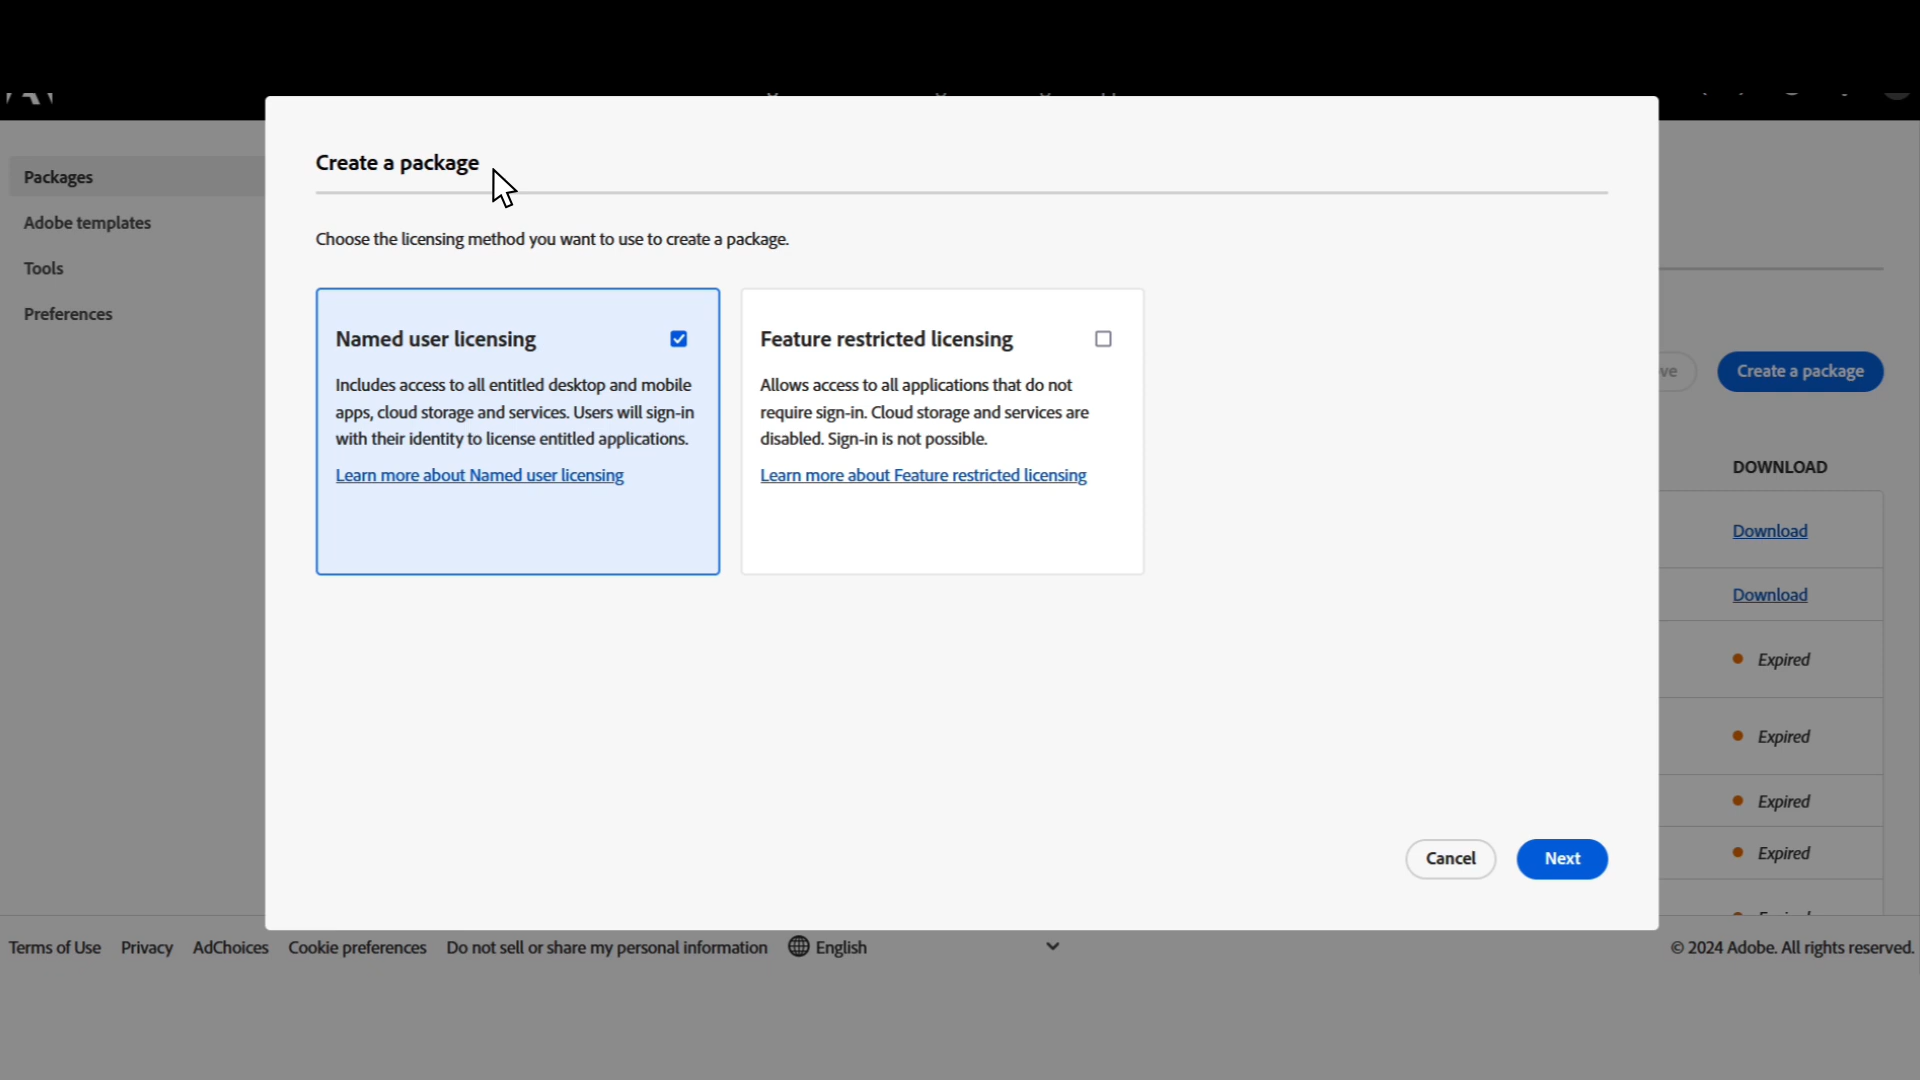 Create a package
Choose the licensing method you want to use to create a package.
Named user licensing
Includes access to all entitled desktop and mobile
apps, cloud storage and services. Users will sign-in
with their identity to license entitled applications.
Learn more about Named user licensing
Feature restricted licensing
Allows access to all applications that do not
require sign-in. Cloud storage and services are
disabled. Sign-in is not possible.
Learn more about Feature restricted licensing
Cancel
Next
Packages
Adobe templates
Tools
Preferences
Create a package
DOWNLOAD
Download
Download
Expired
Expired
Expired
Expired
Terms of Use
Privacy
AdChoices
Cookie preferences
Do not sell or share my personal information
English
© 2024 Adobe. All rights reserved.